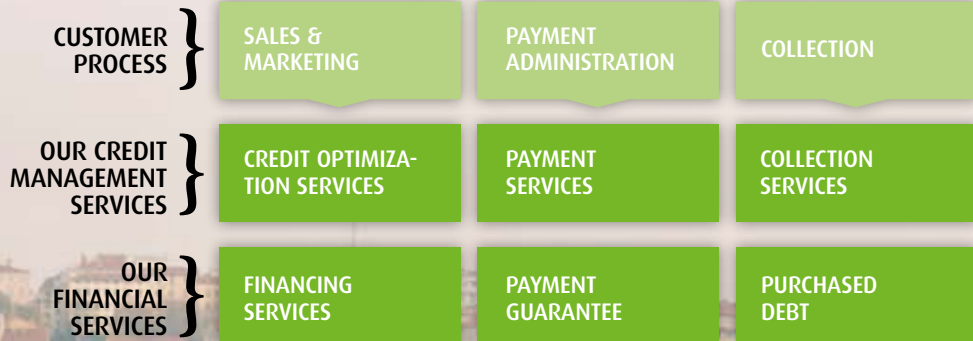 CUSTOMER
PROCESS
SALES &
MARKETING
PAYMENT
ADMINISTRATION
COLLECTION
OUR CREDIT
MANAGEMENT
SERVICES
CREDIT OPTIMIZA-
TION SERVICES
PAYMENT
SERVICES
COLLECTION
SERVICES
OUR
FINANCIAL
SERVICES
FINANCING
SERVICES
PAYMENT
GUARANTEE
PURCHASED
DEBT